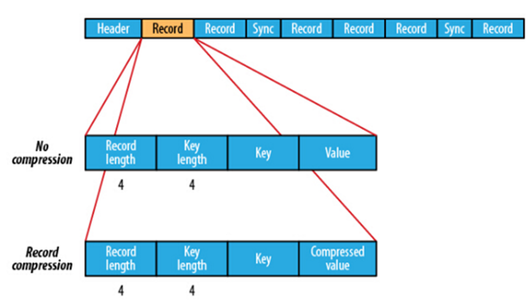 Header Record Record Sync Record Record Record Sync Record
No
compression
Record
length
Key
length
Key
Value
4
4
Record
compression
Record
length
Key
length
Key
Compressed
value
4
4